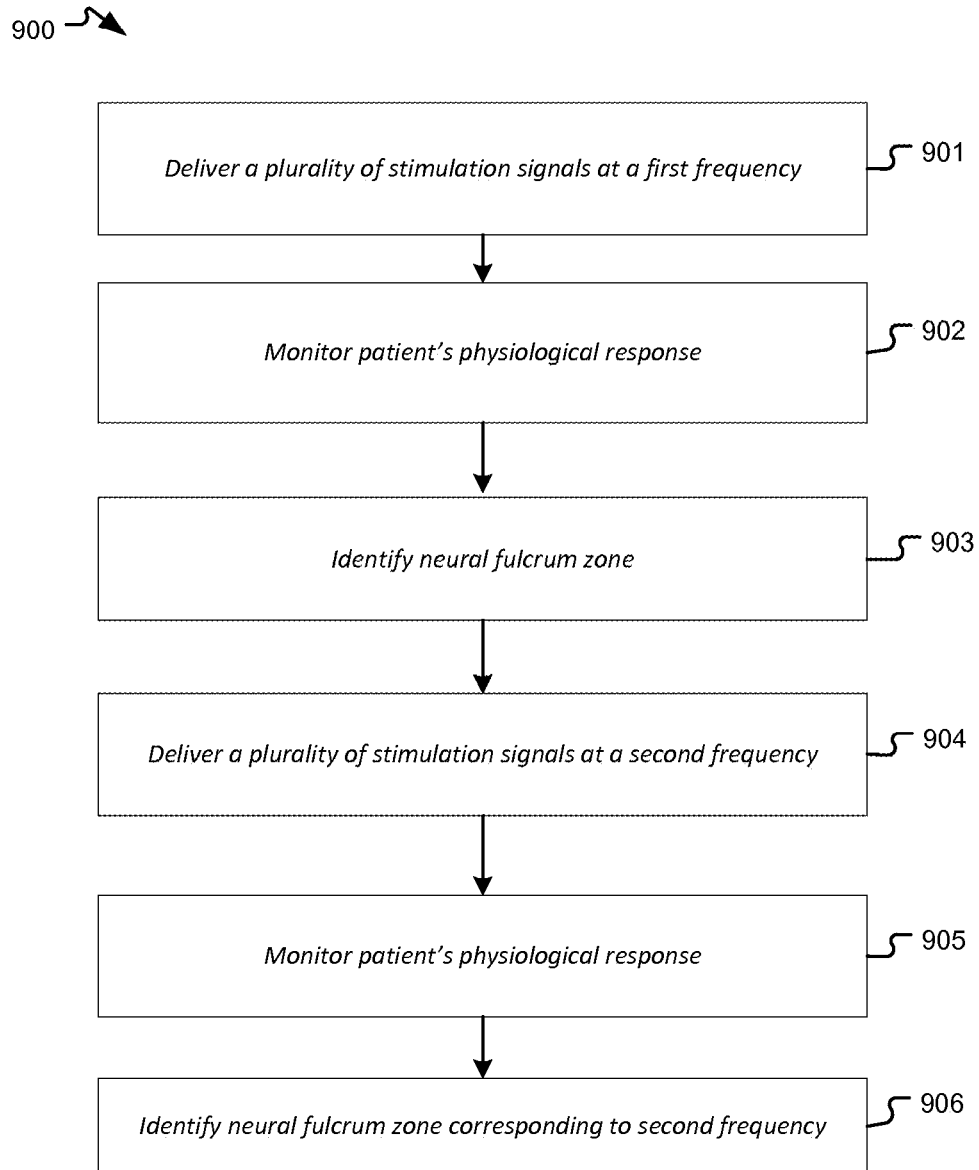 900
Deliver a plurality of stimulation signals at a first frequency
901
Monitor patient's physiological response
902
Identify neural fulcrum zone
903
Deliver a plurality of stimulation signals at a second frequency
904
Monitor patient's physiological response
905
Identify neural fulcrum zone corresponding to second frequency
906